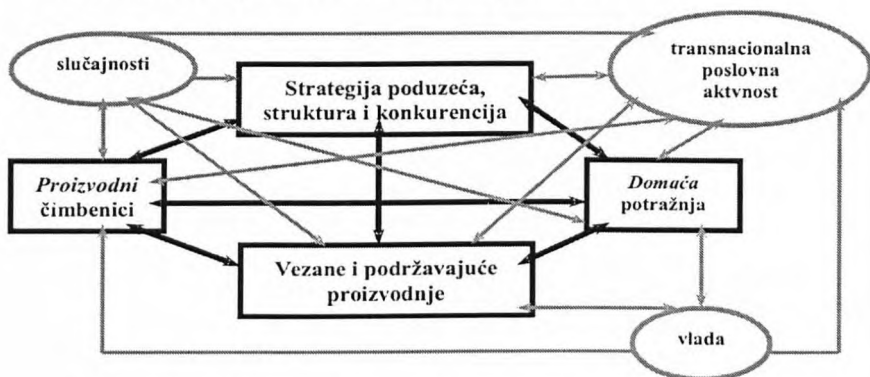 slučajnosti
transnacionalna
poslovna
aktvnost
Strategija poduzeća,
struktura i konkurencija
Proizvodni
čimbenici
Domaća
potražnja
Vezane i podržavajuće
proizvodnje
vlada